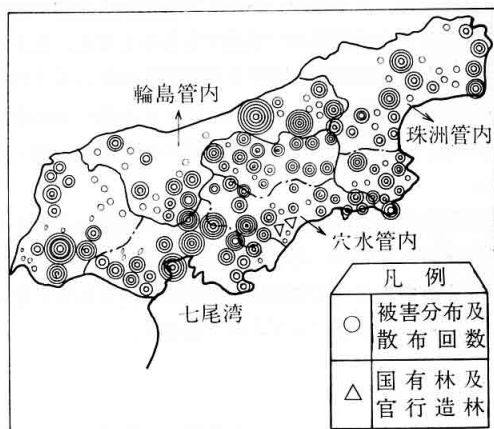 輪島管内
珠洲管内
穴水管内
七尾湾
凡例
○ 被害分布及
散布回数
△ 国有林及
官行造林